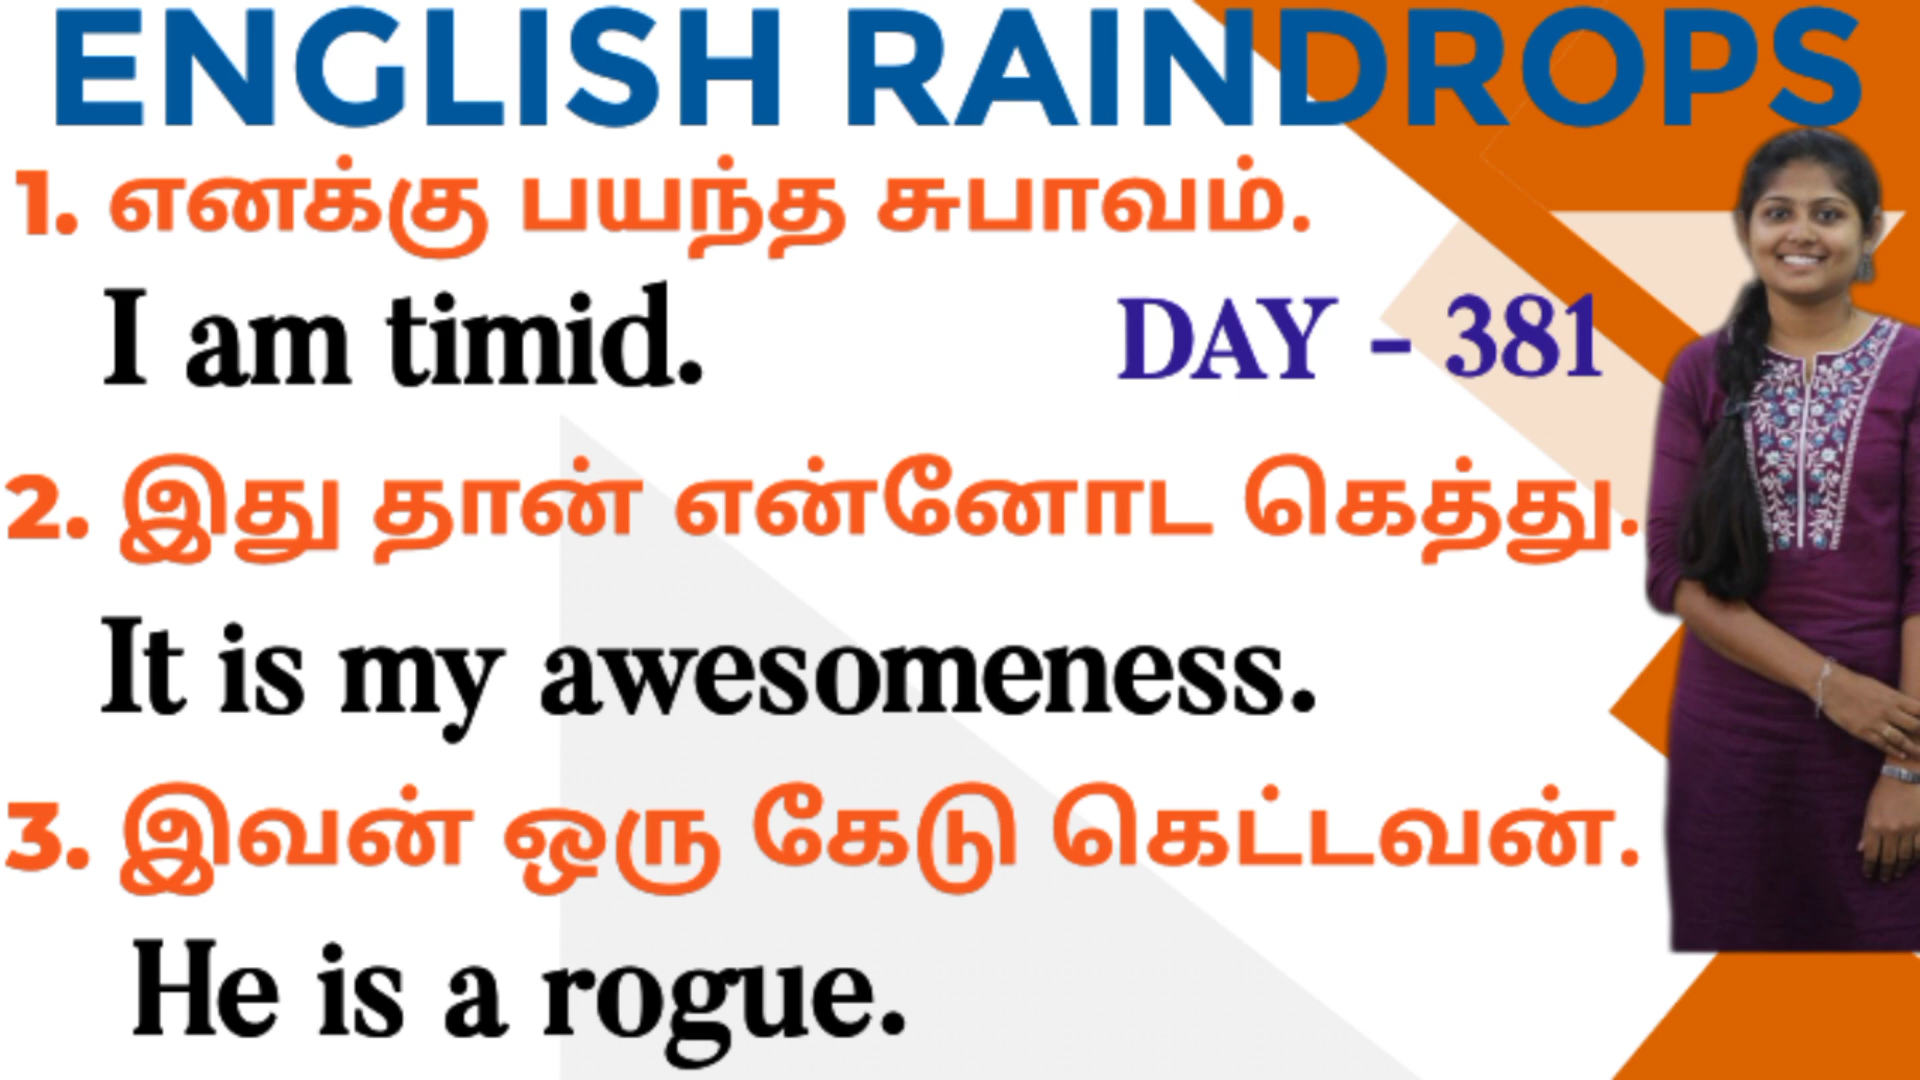 ENGLISH RAINDROPS
1. எனக்கு பயந்த சுபாவம்.
I am timid.
DAY - 381
2. இது தான் என்னோட கெத்து.
It is my awesomeness.
3. இவன் ஒரு கேடு கெட்டவன்.
He is a rogue.